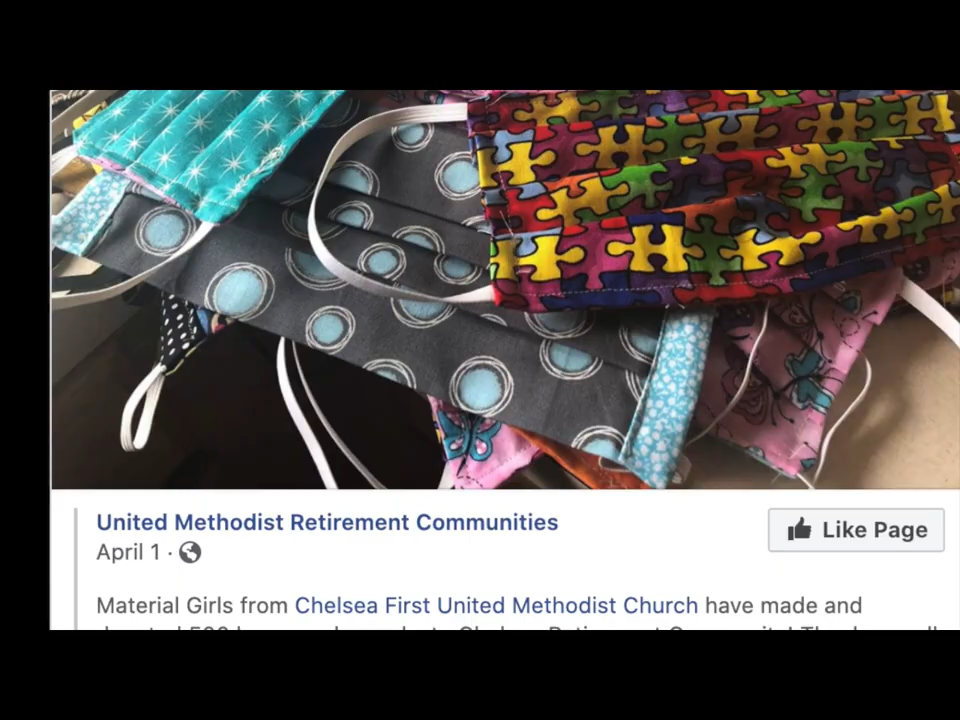 United Methodist Retirement Communities
April 1 ·
Like Page
Material Girls from Chelsea First United Methodist Church have made and